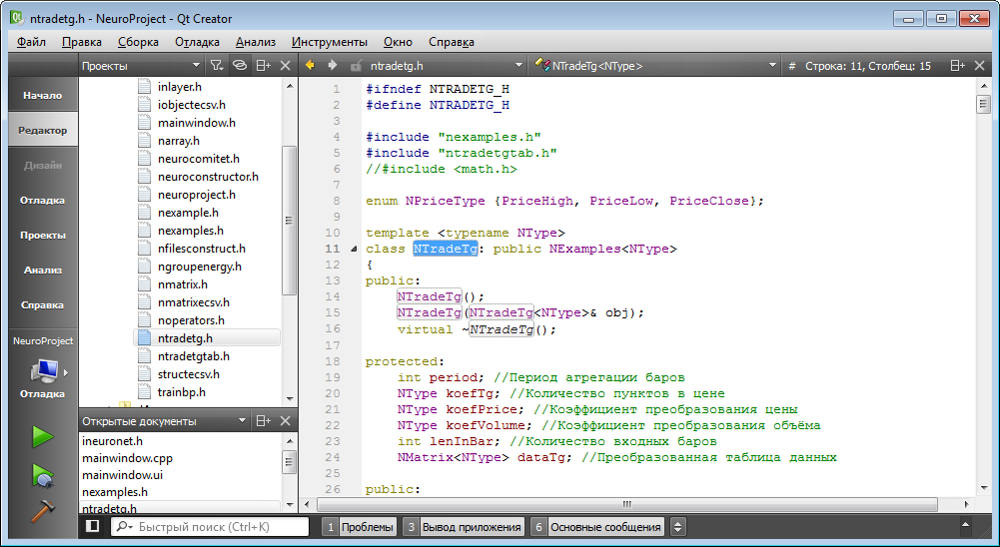 ntradetg.h - NeuroProject - Qt Creator
Файл Правка Сборка Отладка Анализ Инструменты Окно Справка
Проекты
ntradetg.h
NTradeTg<NType>
# Строка: 11, Столбец: 15
Начало
Редактор
Дизайн
Отладка
Проекты
Анализ
Справка
NeuroProject
Отладка
inlayer.h
iobjectecsv.h
mainwindow.h
narray.h
neurocomitet.h
neuroconstructor.h
neuroproject.h
nexample.h
nexamples.h
nfilesconstruct.h
ngroupenergy.h
nmatrix.h
nmatrixecsv.h
noperators.h
ntradetg.h
ntradetgtab.h
structecsv.h
trainbp.h
Открытые документы
ineuronet.h
mainwindow.cpp
mainwindow.ui
nexamples.h
ntradetg.h
1 #ifndef NTRADETG_H
2 #define NTRADETG_H
3
4 #include "nexamples.h"
5 #include "ntradetgtab.h"
6 //#include <math.h>
7
8 enum NPriceType {PriceHigh, PriceLow, PriceClose};
9
10 template <typename NType>
11 class NTradeTg: public NExamples<NType>
12 {
13 public:
14 NTradeTg();
15 NTradeTg(NTradeTg<NType>& obj);
16 virtual ~NTradeTg();
17
18 protected:
19 int period; //Период агрегации баров
20 NType koefTg; //Количество пунктов в цене
21 NType koefPrice; //Коэффициент преобразования цены
22 NType koefVolume; //Коэффициент преобразования объёма
23 int lenInBar; //Количество входных баров
24 NMatrix<NType> dataTg; //Преобразованная таблица данных
25
26 public:
Быстрый поиск (Ctrl+K)
1 Проблемы
3 Вывод приложения
6 Основные сообщения